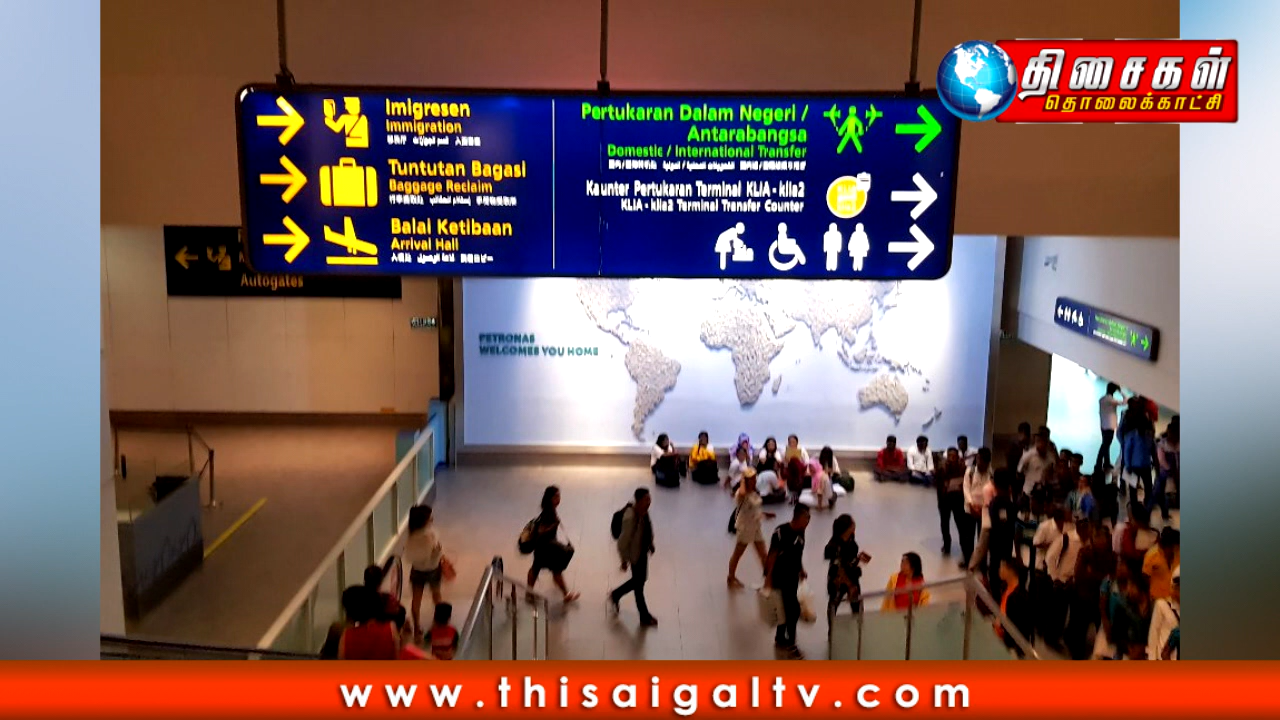 திசைகள்
தொலைக்காட்சி
Imigresen
Immigration
Tuntutan Bagasi
Baggage Reclaim
Balai Ketibaan
Arrival Hall
Pertukaran Dalam Negeri /
Antarabangsa
Domestic / International Transfer
Kaunter Pertukaran Terminal KLIA - klia2
KLIA - klia2 Terminal Transfer Counter
Autogates
PETRONAS
WELCOMES YOU HOME
www.thisaigaltv.com